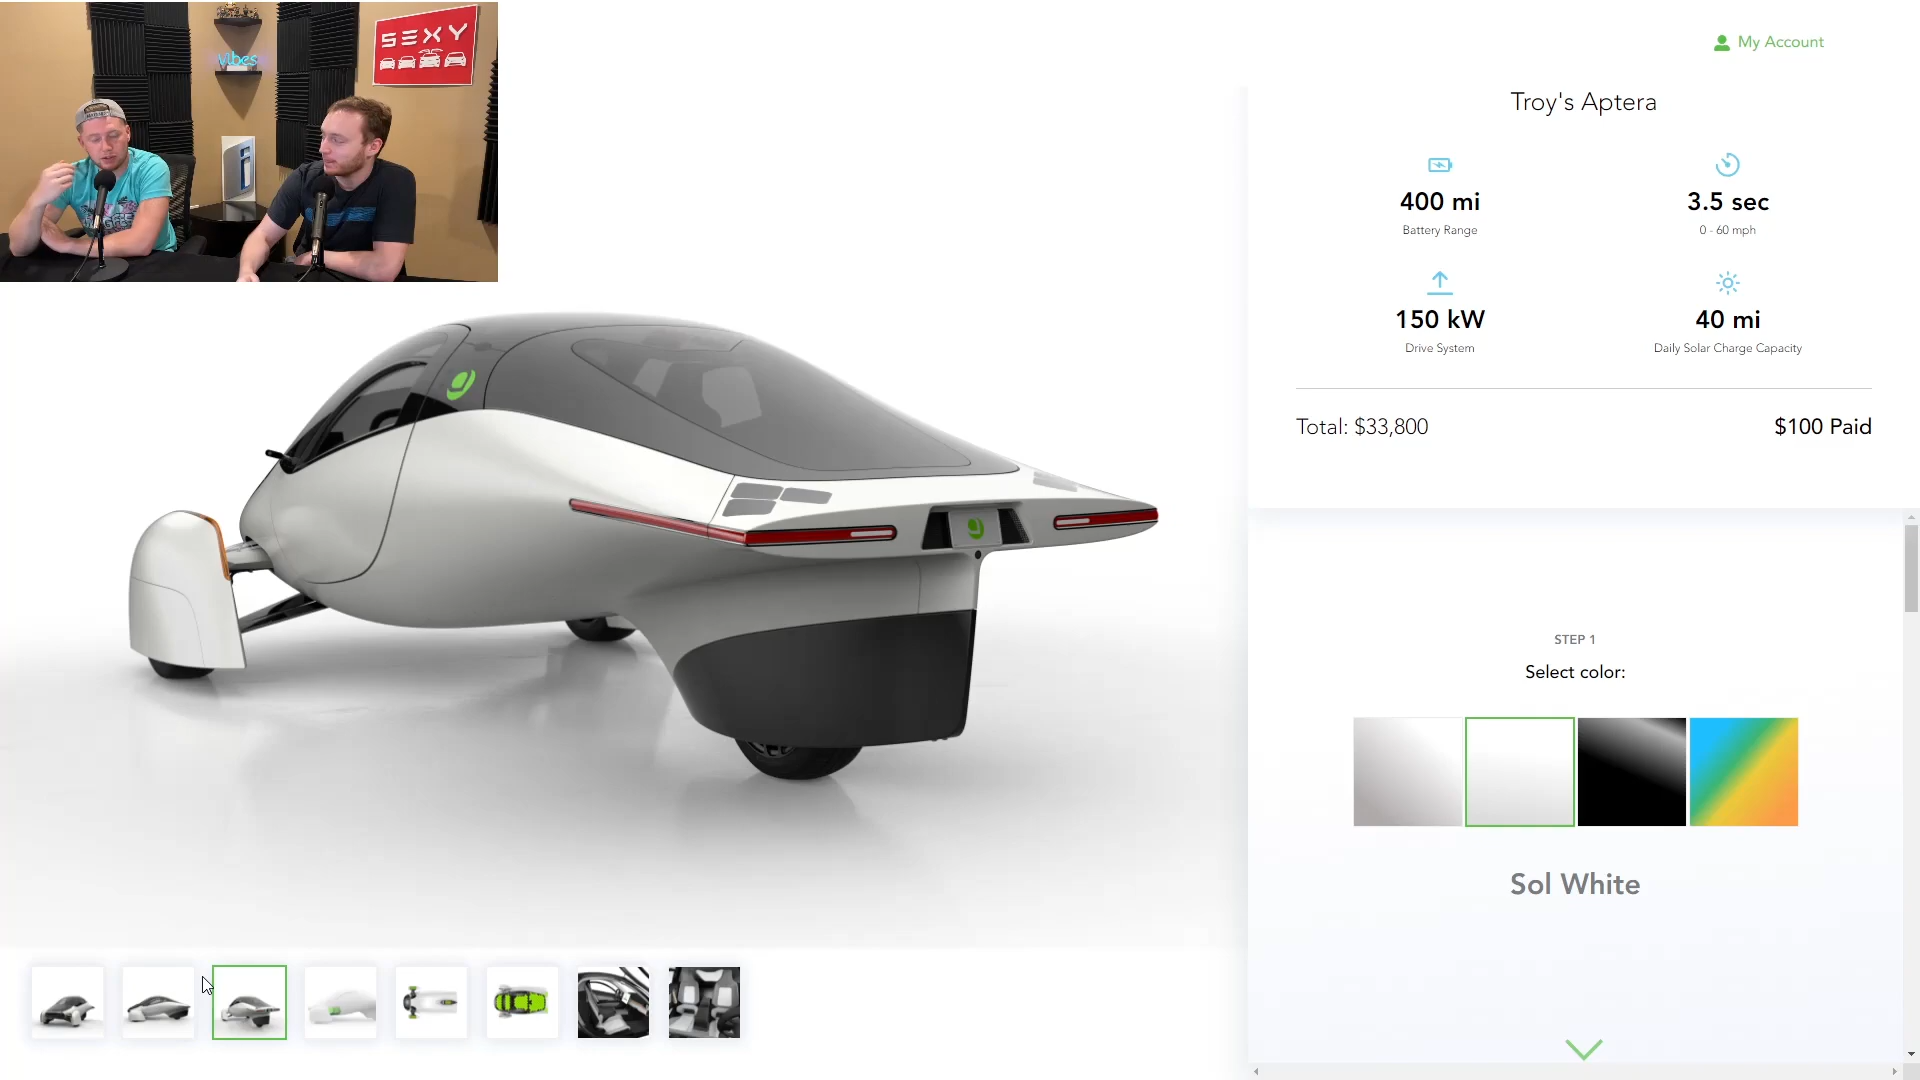 vibes
SEXY
My Account
Troy's Aptera
400 mi
Battery Range
3.5 sec
0 - 60 mph
150 kW
Drive System
40 mi
Daily Solar Charge Capacity
Total: $33,800
$100 Paid
STEP 1
Select color:
Sol White